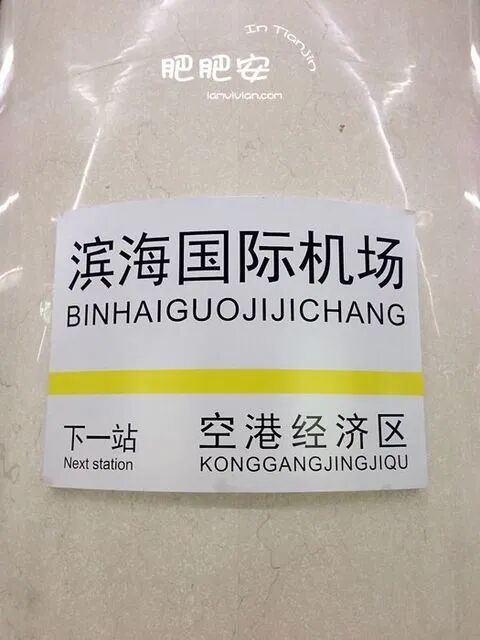 In TianJin
肥肥安
iamvivian.com
滨海国际机场
BINHAIGUOJIJICHANG
下一站 空港经济区
Next station KONGGANGJINGJIQU